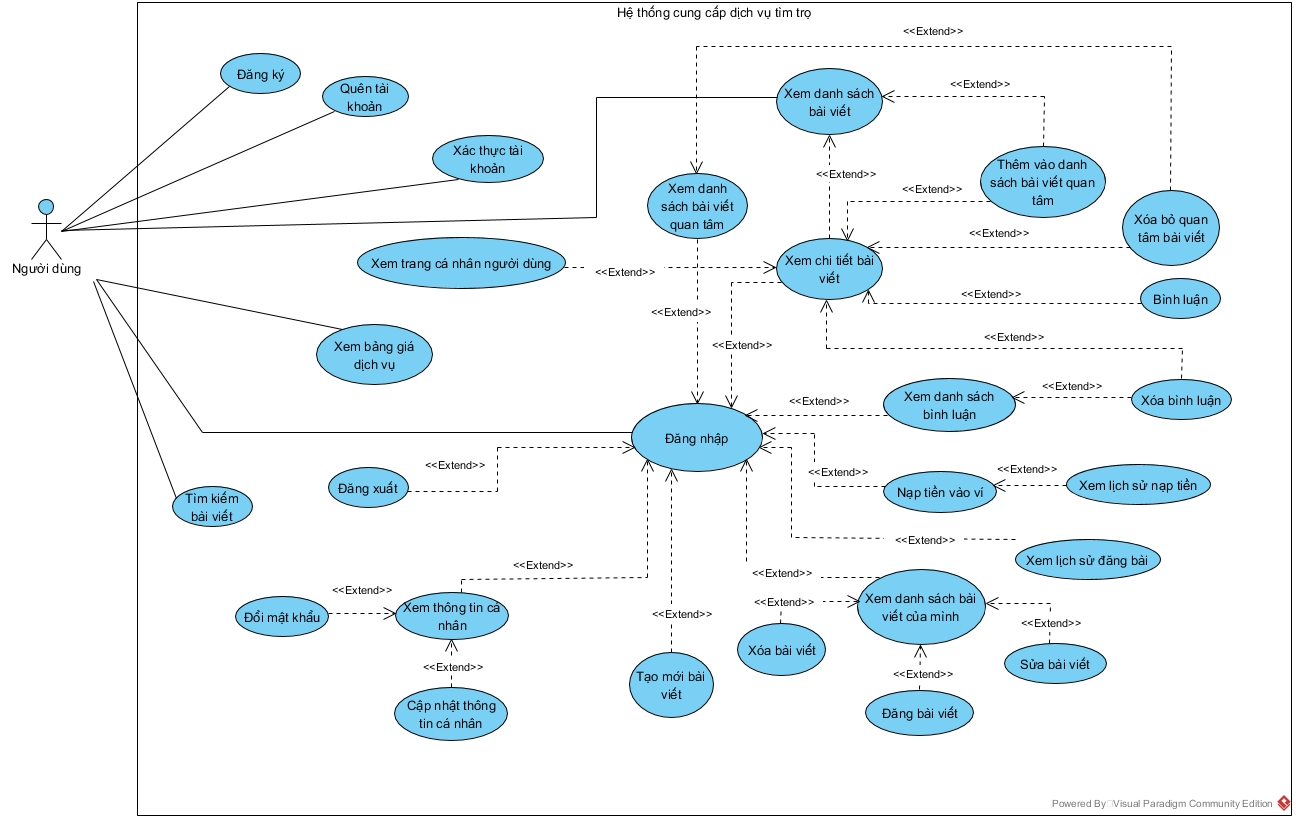 Hệ thống cung cấp dịch vụ tìm trọ
<<Extend>>
Đăng ký
Quên tài
khoản
Xem danh sách
bài viết
<<Extend>>
Xác thực tài
khoản
<<Extend>>
Thêm vào danh
sách bài viết quan
tâm
Xem danh
sách bài viết
quan tâm
<<Extend>>
Xóa bỏ quan
tâm bài viết
<<Extend>>
Người dùng
Xem trang cá nhân người dùng
<<Extend>>
Xem chi tiết bài
viết
<<Extend>>
Bình luận
<<Extend>>
<<Extend>>
<<Extend>>
Xem bảng giá
dịch vụ
<<Extend>>
Xem danh sách
bình luận
<<Extend>>
Xóa bình luận
<<Extend>>
Đăng nhập
<<Extend>>
Đăng xuất
<<Extend>>
Nạp tiền vào ví
<<Extend>>
Xem lịch sử nạp tiền
Tìm kiếm
bài viết
<<Extend>>
Xem lịch sử đăng bài
<<Extend>>
<<Extend>>
Đổi mật khẩu
<<Extend>>
Xem thông tin cá
nhân
<<Extend>>
<<Extend>>
Xem danh sách bài
viết của mình
<<Extend>>
Xóa bài viết
Sửa bài viết
<<Extend>>
<<Extend>>
Tạo mới bài
viết
Cập nhật thông
tin cá nhân
Đăng bài viết
Powered By Visual Paradigm Community Edition